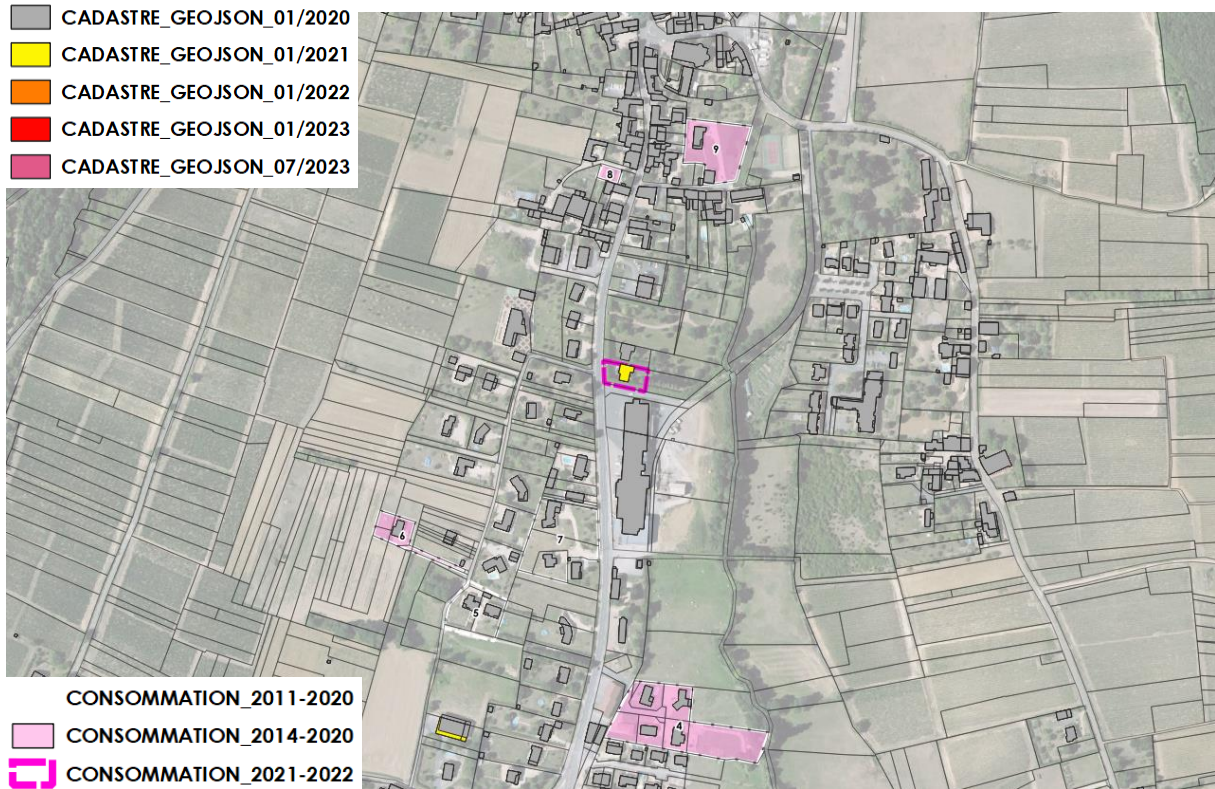 CADASTRE_GEOJSON_01/2020
CADASTRE_GEOJSON_01/2021
CADASTRE_GEOJSON_01/2022
CADASTRE_GEOJSON_01/2023
CADASTRE_GEOJSON_07/2023
9
8
6
7
5
4
CONSOMMATION_2011-2020
CONSOMMATION_2014-2020
CONSOMMATION_2021-2022